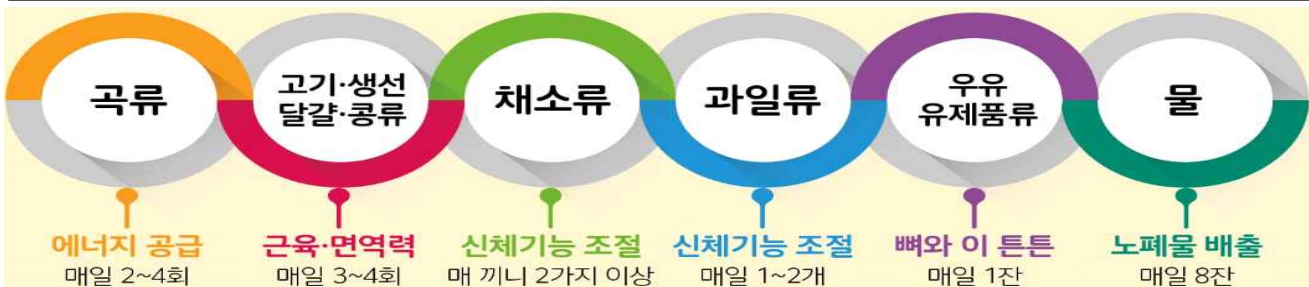 곡류
에너지 공급
매일 2~4회
고기·생선
달걀·콩류
근육·면역력
매일 3~4회
채소류
신체기능 조절
매 끼니 2가지 이상
과일류
신체기능 조절
매일 1~2개
우유
유제품류
뼈와 이 튼튼
매일 1잔
물
노폐물 배출
매일 8잔